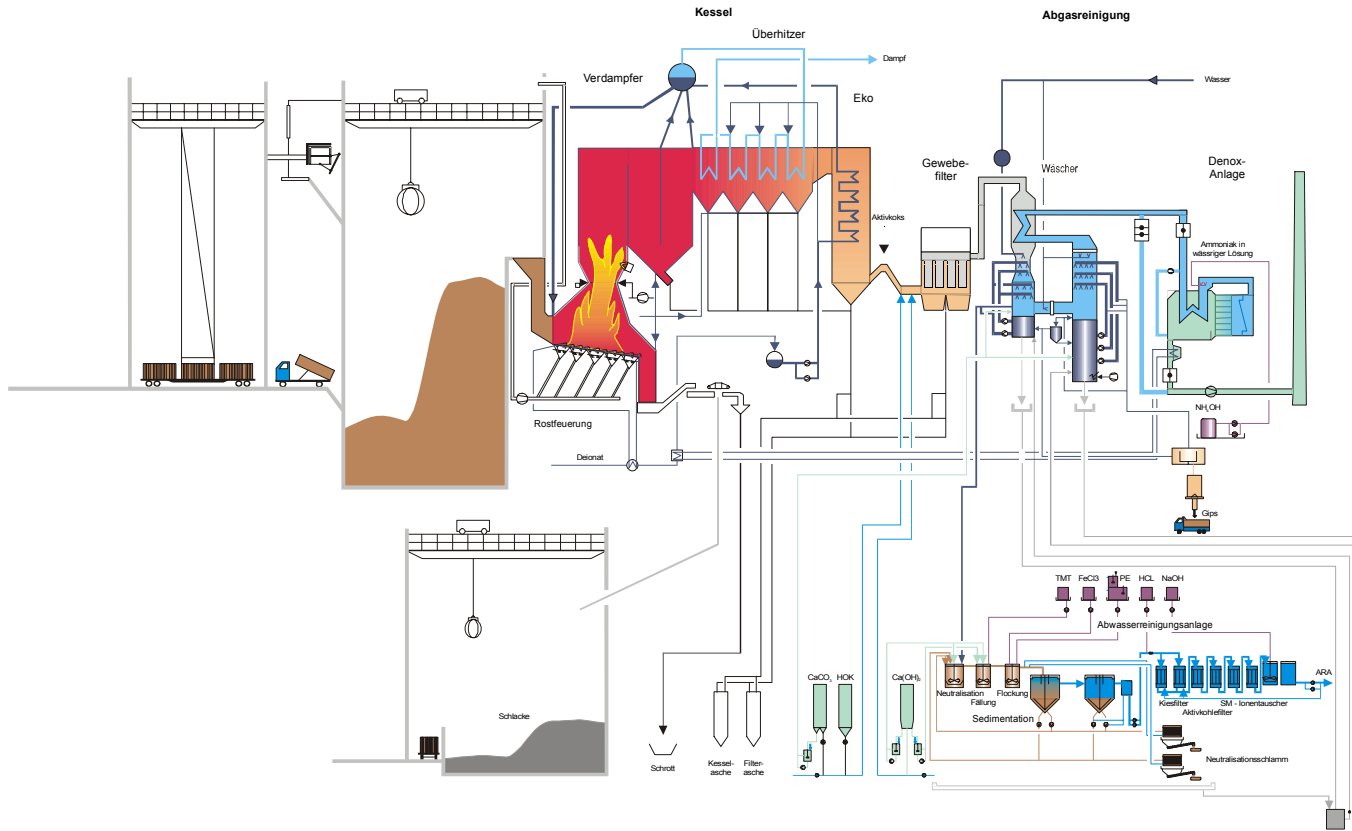 Kessel
Abgasreinigung
Überhitzer
Dampf
Verdampfer
Wasser
Eko
Gewebe-
filter
Wäscher
Denox-
Anlage
Aktivkoks
Ammoniak in
wässriger Lösung
Rostfeuerung
NH₄OH
Deionat
Gips
TMT
FeCl3
PE
HCL
NaOH
Abwasserreinigungsanlage
CaCO₃
HOK
Ca(OH)₂
Neutralisation
Fällung
Flockung
ARA
Kiesfilter
SM - Ionentauscher
Aktivkohlefilter
Sedimentation
Schlacke
Schrott
Kessel-
asche
Filter-
asche
Neutralisationsschlamm